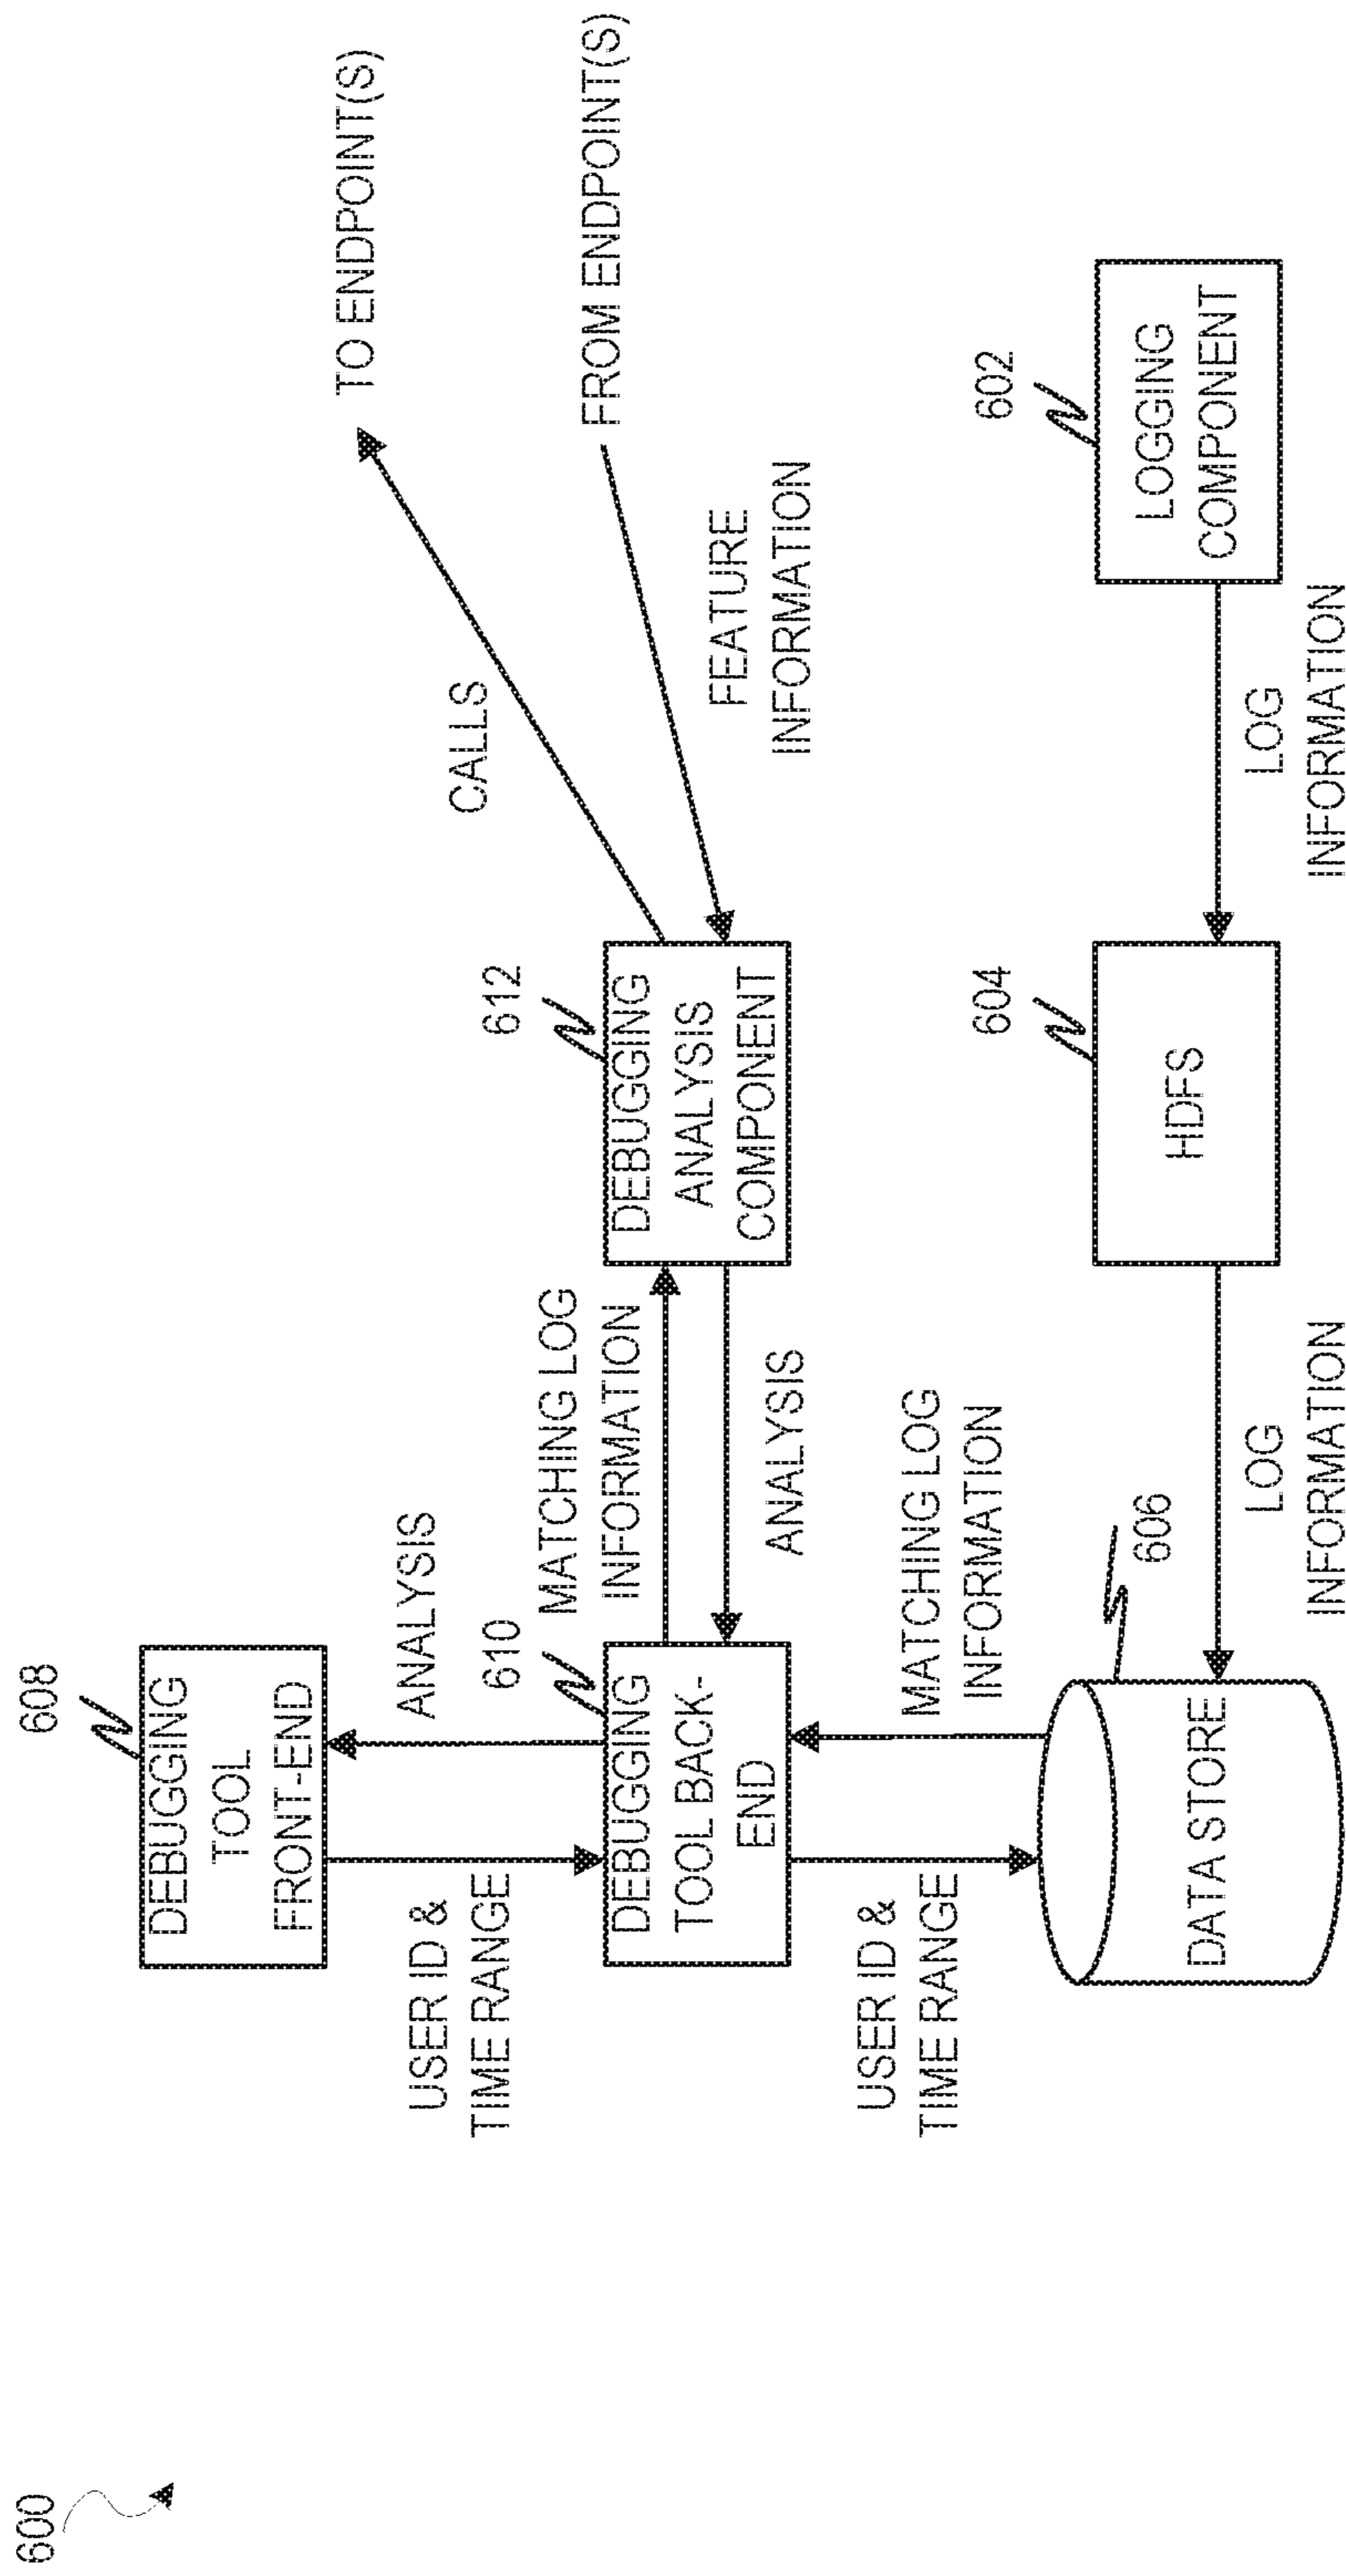 600
608
DEBUGGING
TOOL
FRONT-END
ANALYSIS
USER ID &
TIME RANGE
610
DEBUGGING
TOOL BACK-
END
MATCHING LOG
INFORMATION
ANALYSIS
612
DEBUGGING
ANALYSIS
COMPONENT
CALLS
TO ENDPOINT(S)
FROM ENDPOINT(S)
FEATURE
INFORMATION
USER ID &
TIME RANGE
MATCHING LOG
INFORMATION
606
DATA STORE
LOG
INFORMATION
604
HDFS
LOG
INFORMATION
602
LOGGING
COMPONENT